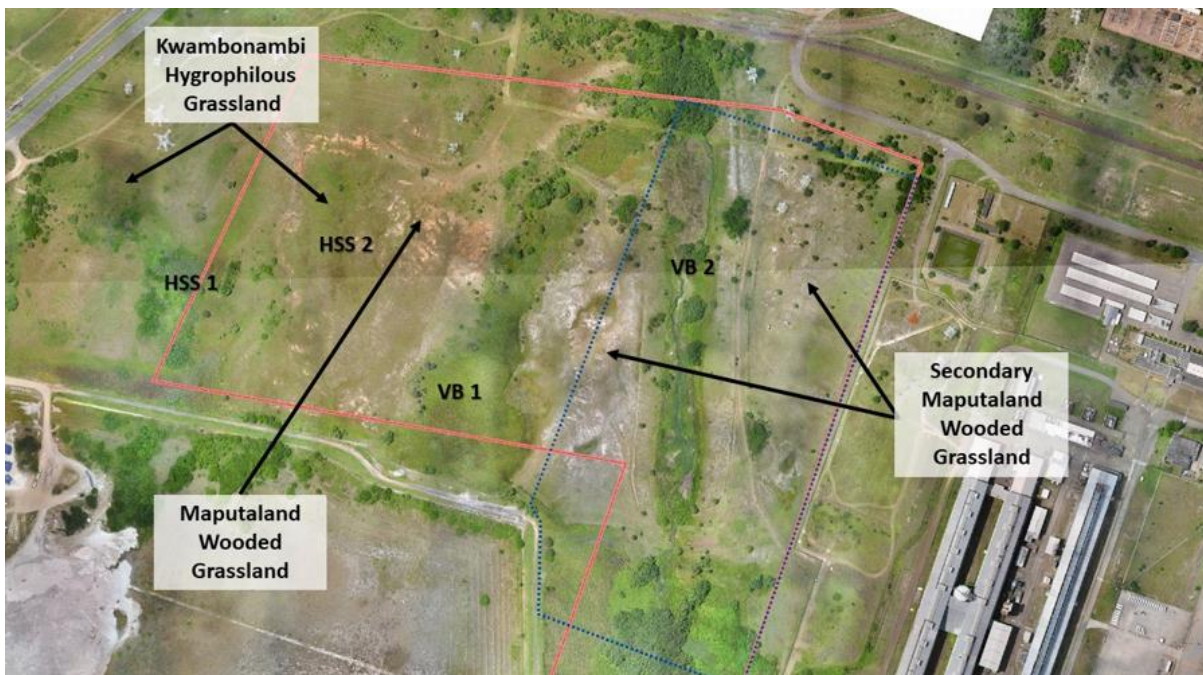 Kwambonambi
Hygrophilous
Grassland
HSS 2
HSS 1
VB 2
VB 1
Secondary
Maputaland
Wooded
Grassland
Maputaland
Wooded
Grassland